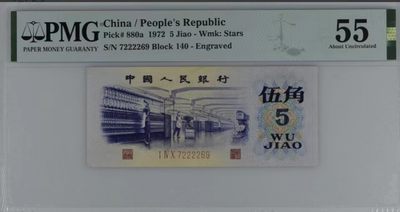 PMG
PAPER MONEY GUARANTY
China / People's Republic
Pick# 880a 1972 5 Jiao - Wmk: Stars
S/N 7222269 Block 140 - Engraved
55
About Uncirculated
中國人民銀行
伍角
5
WU
JIAO
I N X 7222269